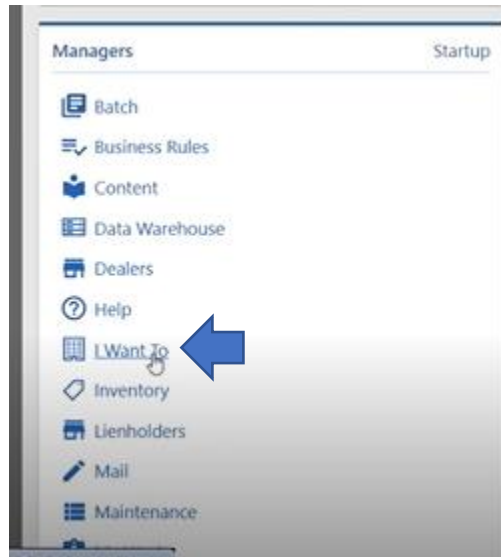 Managers Startup
Batch
Business Rules
Content
Data Warehouse
Dealers
Help
I Want To
Inventory
Lienholders
Mail
Maintenance